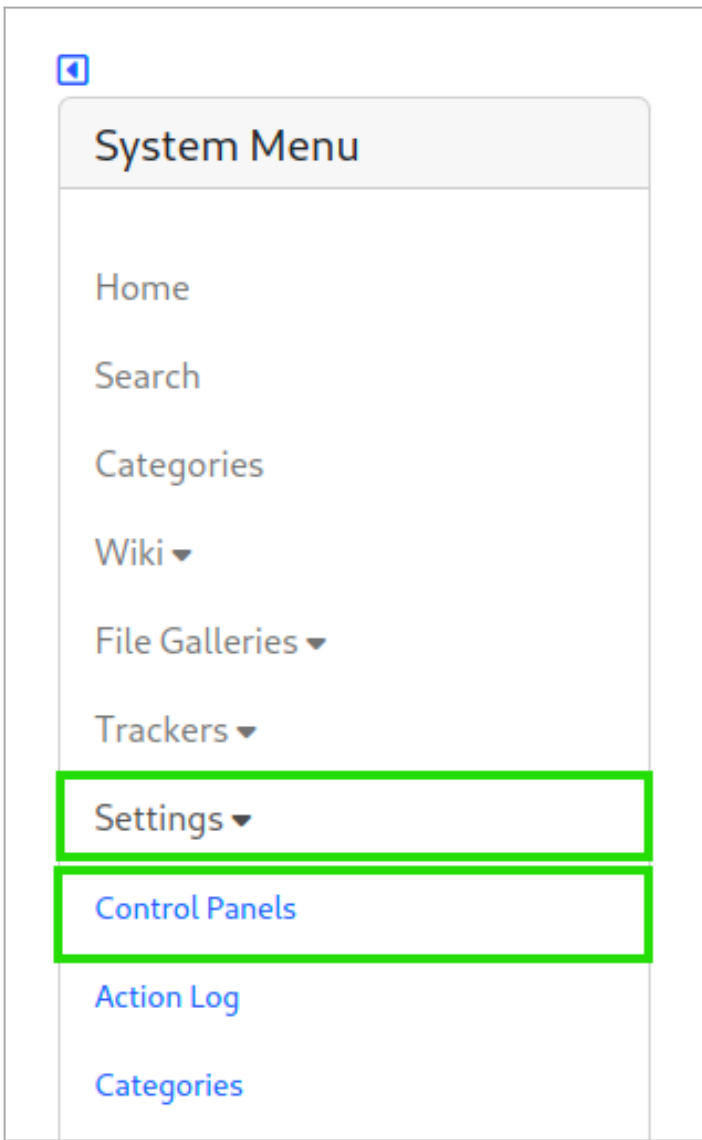 System Menu
Home
Search
Categories
Wiki
File Galleries
Trackers
Settings
Control Panels
Action Log
Categories